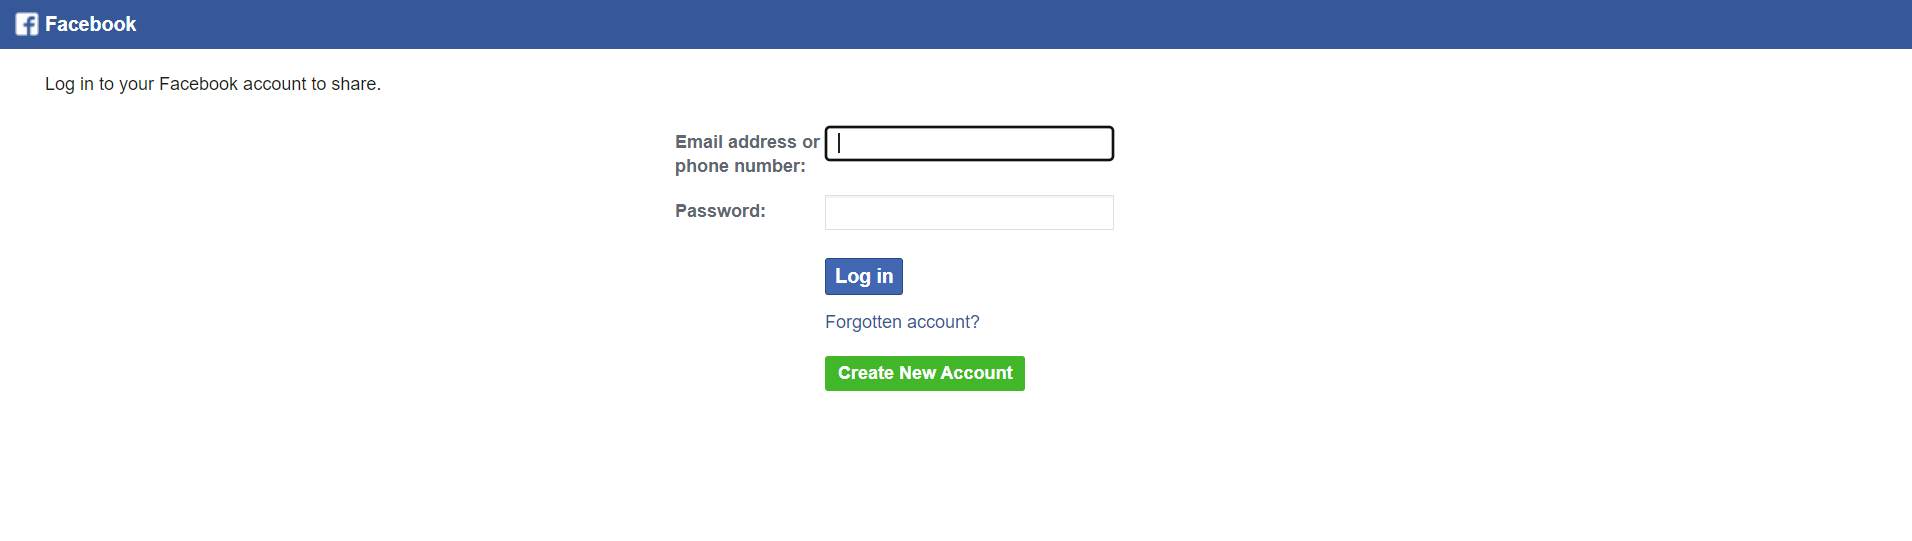 Facebook
Log in to your Facebook account to share.
Email address or
phone number:
Password:
Log in
Forgotten account?
Create New Account